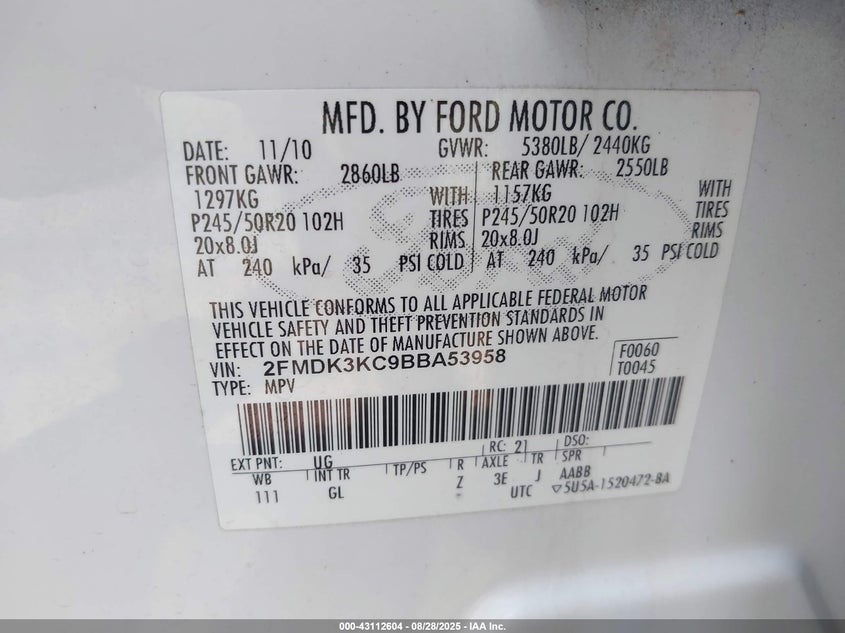 MFD. BY FORD MOTOR CO.
DATE: 11/10 GVWR: 5380LB/ 2440KG
FRONT GAWR: 2860LB REAR GAWR: 2550LB
1297KG WITH 1157KG WITH
P245/50R20 102H TIRES P245/50R20 102H TIRES
20x8.0J RIMS 20x8.0J RIMS
AT 240 kPa/ 35 PSI COLD AT 240 kPa/ 35 PSI COLD
THIS VEHICLE CONFORMS TO ALL APPLICABLE FEDERAL MOTOR
VEHICLE SAFETY AND THEFT PREVENTION STANDARDS IN
EFFECT ON THE DATE OF MANUFACTURE SHOWN ABOVE.
VIN: 2FMDK3KC9BBA53958 F0060
TYPE: MPV T0045
EXT PNT: UG RC: 21 DSO:
WB INT TR TP/PS R AXLE TR SPR
111 GL Z 3E J AABB
UTC ▽5U5A-1520472-BA
000-43112604 | 08/28/2025 - IAA Inc.